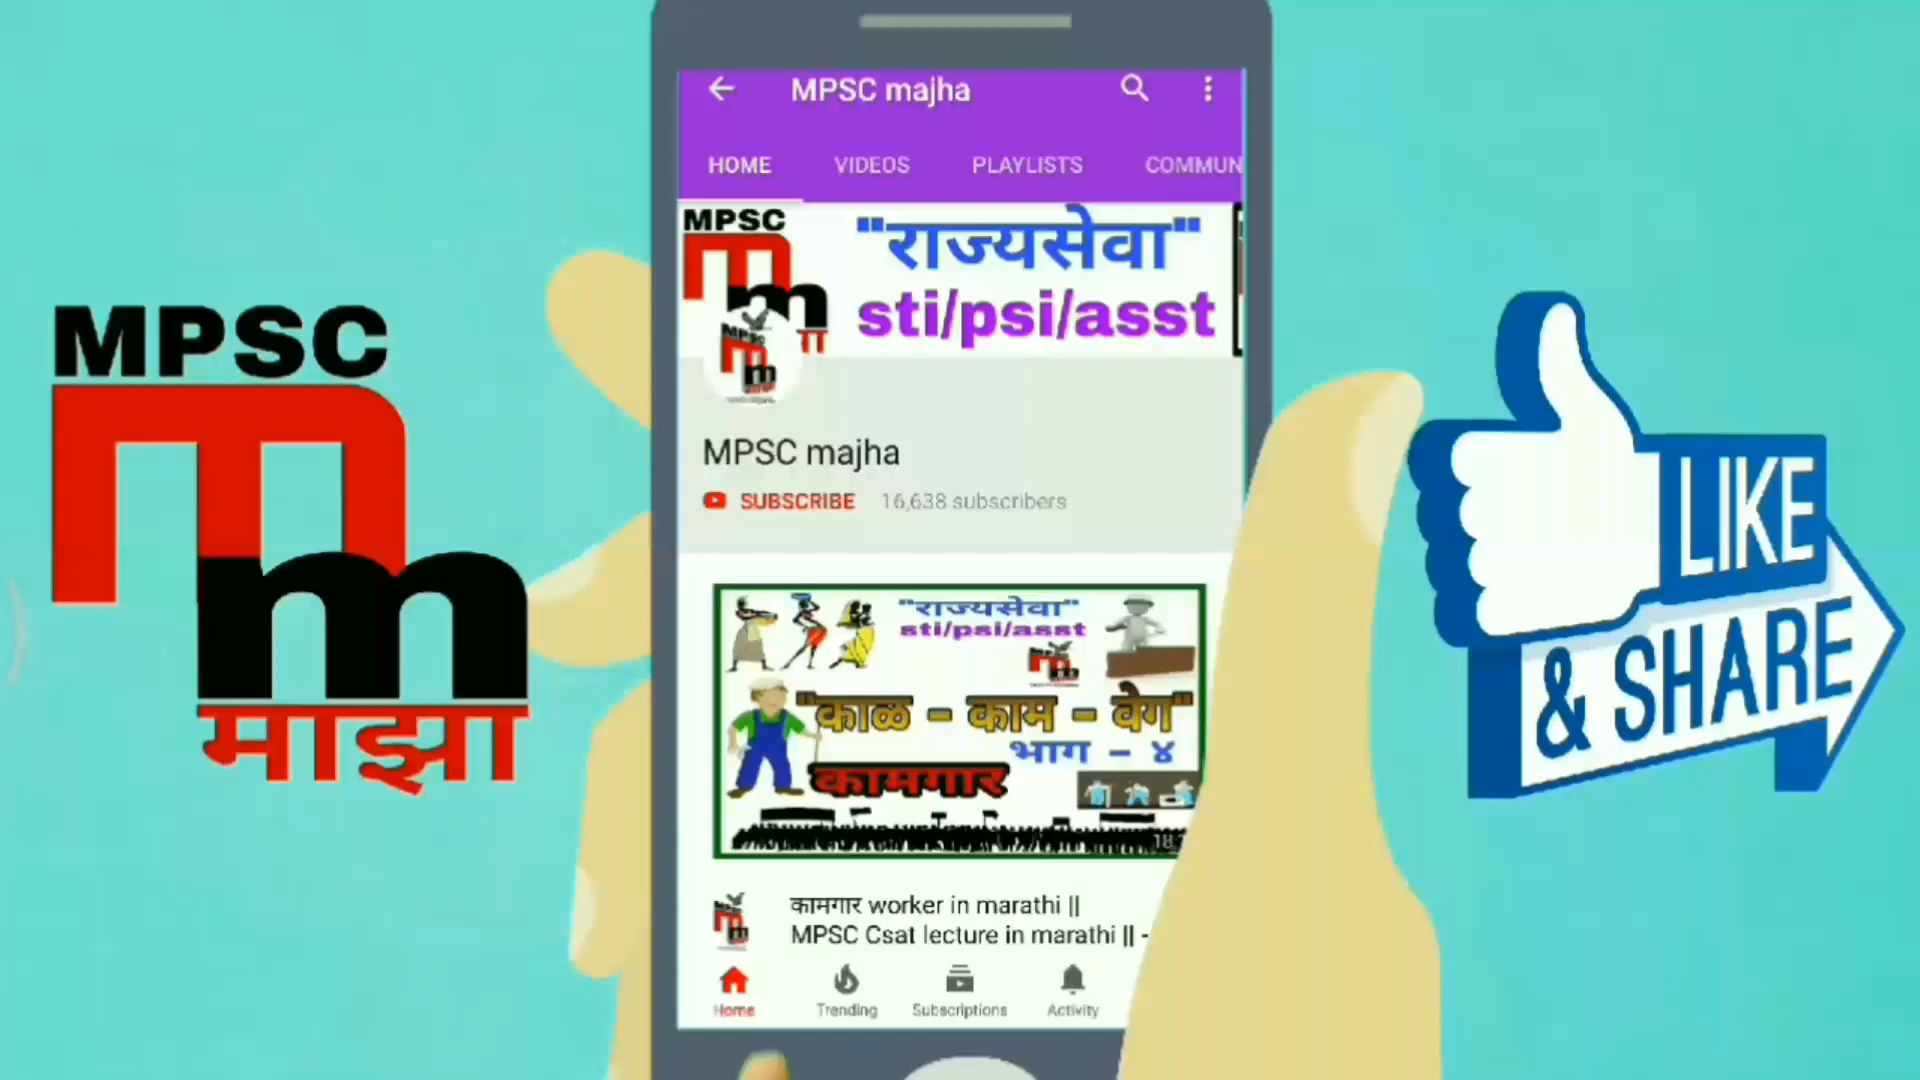 MPSC majha
HOME VIDEOS PLAYLISTS COMMUN
MPSC
"राज्यसेवा"
sti/psi/asst
MPSC
माझा
MPSC majha
SUBSCRIBE 16,638 subscribers
LIKE
& SHARE
"राज्यसेवा"
sti/psi/asst
"काळ - काम - वेग"
भाग - ४
कामगार
कामगार worker in marathi ||
MPSC Csat lecture in marathi || -
Home Trending Subscriptions Activity